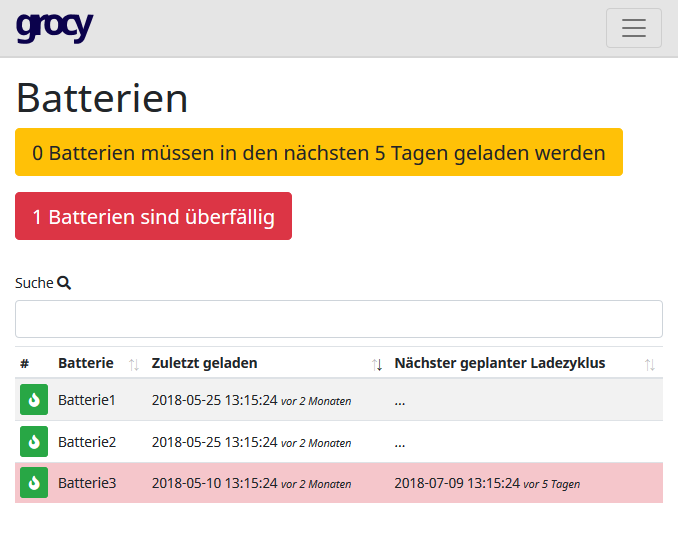 grocy
Batterien
0 Batterien müssen in den nächsten 5 Tagen geladen werden
1 Batterien sind überfällig
Suche
# Batterie Zuletzt geladen Nächster geplanter Ladezyklus
Batterie1 2018-05-25 13:15:24 vor 2 Monaten ...
Batterie2 2018-05-25 13:15:24 vor 2 Monaten ...
Batterie3 2018-05-10 13:15:24 vor 2 Monaten 2018-07-09 13:15:24 vor 5 Tagen